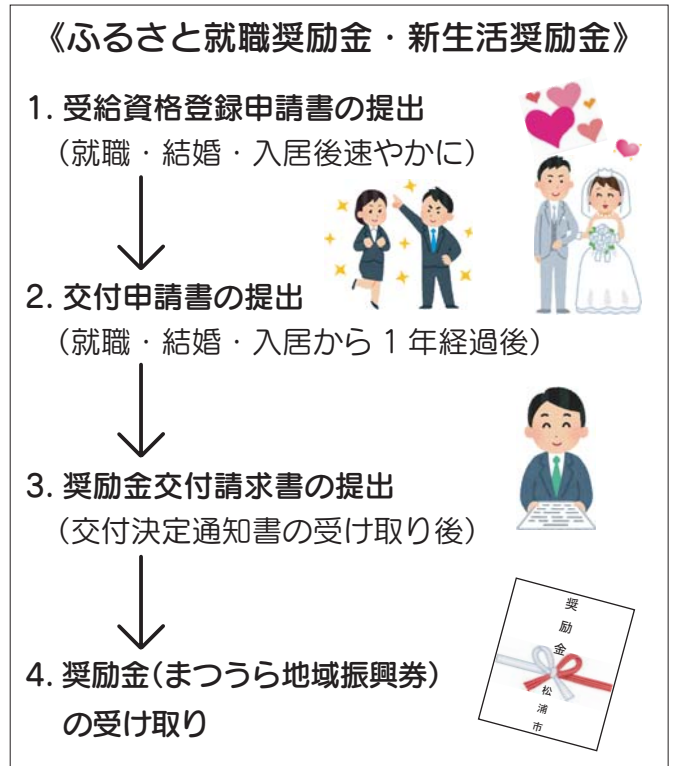 《ふるさと就職奨励金・新生活奨励金》
1. 受給資格登録申請書の提出
（就職・結婚・入居後速やかに）
2. 交付申請書の提出
（就職・結婚・入居から 1 年経過後）
3. 奨励金交付請求書の提出
（交付決定通知書の受け取り後）
4. 奨励金(まつうら地域振興券)
の受け取り
奨励金
松浦市